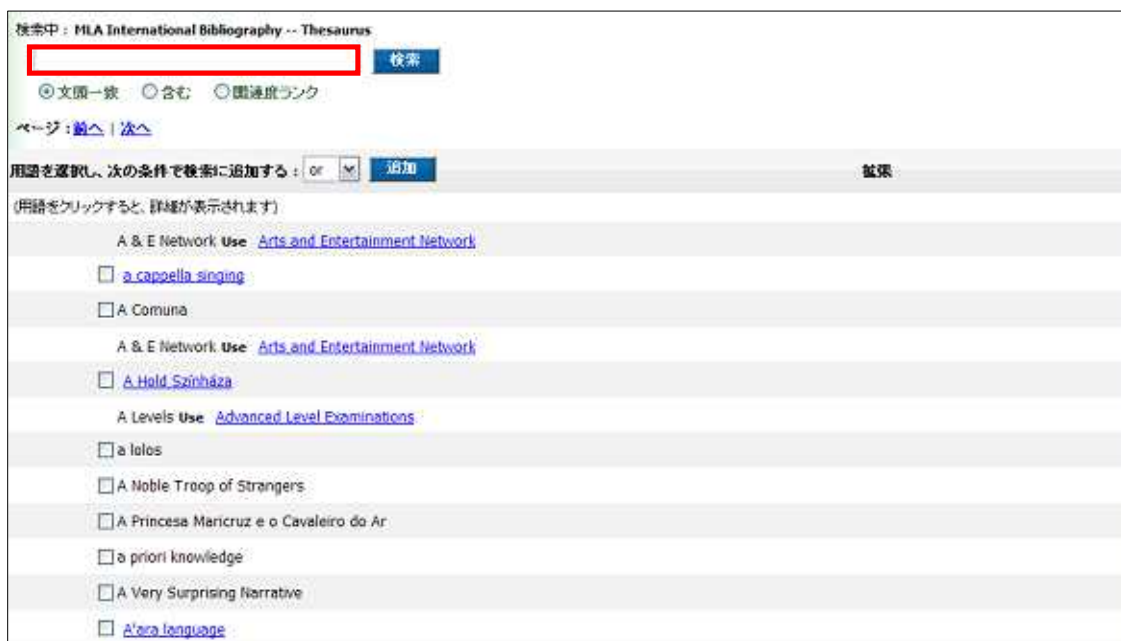 検索中 : MLA International Bibliography -- Thesaurus
検索
文頭一致 含む 関連度ランク
ページ : 前へ | 次へ
用語を選択し、次の条件で検索に追加する : or 追加 拡張
(用語をクリックすると、詳細が表示されます)
A & E Network Use Arts and Entertainment Network
a cappella singing
A Comuna
A & E Network Use Arts and Entertainment Network
A Hold Színháza
A Levels Use Advanced Level Examinations
a lolos
A Noble Troop of Strangers
A Princesa Maricruz e o Cavaleiro do Ar
a priori knowledge
A Very Surprising Narrative
A'ara language